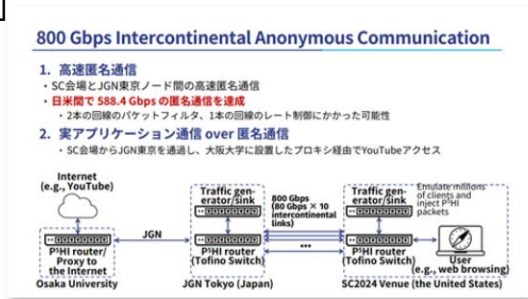 800 Gbps Intercontinental Anonymous Communication
1. 高速匿名通信
・SC会場とJGN東京ノード間の高速匿名通信
・日米間で 588.4 Gbps の匿名通信を達成
・2本の回線のパケットフィルタ、1本の回線のレート制御にかかった可能性
2. 実アプリケーション通信 over 匿名通信
・SC会場からJGN東京を通過し、大阪大学に設置したプロキシ経由でYouTubeアクセス
Internet
(e.g., YouTube)
P⁵HI router/
Proxy to
the Internet
Osaka University
JGN
Traffic gen-
erator/sink
P⁵HI router
(Tofino Switch)
JGN Tokyo (Japan)
800 Gbps
(80 Gbps × 10
intercontinental
links)
...
Traffic gen-
erator/sink
P⁵HI router
(Tofino Switch)
SC2024 Venue (the United States)
Emulate millions
of clients and
inject P⁵HI
packets
User
(e.g., web browsing)